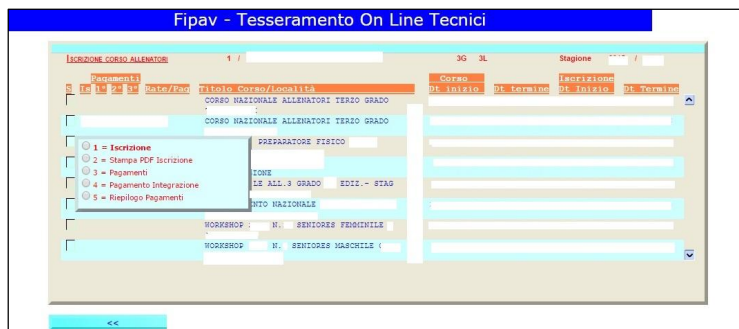 Fipav - Tesseramento On Line Tecnici
ISCRIZIONE CORSO ALLENATORI 1 / 3G 3L Stagione /
Pagamenti Corso Iscrizione
S Is 1° 2° 3° Rate/Pag Titolo Corso/Località Dt inizio Dt termine Dt Inizio Dt Termine
CORSO NAZIONALE ALLENATORI TERZO GRADO
CORSO NAZIONALE ALLENATORI TERZO GRADO
PREPARATORE FISICO
1 = Iscrizione
2 = Stampa PDF Iscrizione
3 = Pagamenti
4 = Pagamento Integrazione
5 = Riepilogo Pagamenti
IONE
LE ALL.3 GRADO EDIZ.- STAG
NTO NAZIONALE
WORKSHOP N. SENIORES FEMMINILE
WORKSHOP N. SENIORES MASCHILE (
<<